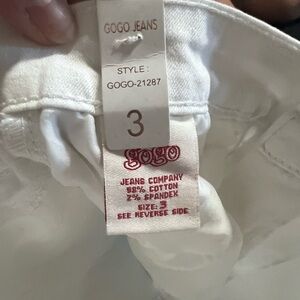 GOGO JEANS
STYLE:
GOGO-21287
3
gogo
JEANS COMPANY
98% COTTON
2% SPANDEX
SIZE: 3
SEE REVERSE SIDE